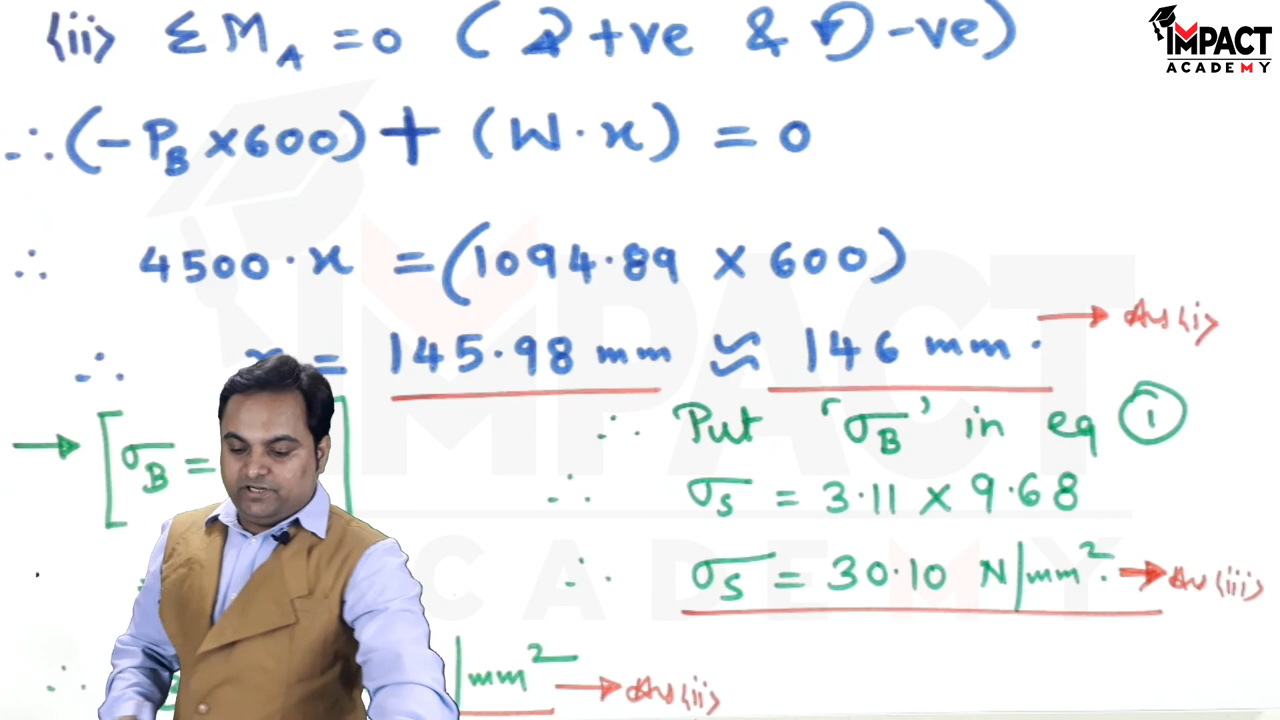 IMPACT
ACADEMY
(ii) ΣM_A = 0 (↻ +ve & ↺ -ve)
∴ (-P_B × 600) + (W · x) = 0
∴ 4500 · x = (1094.89 × 600)
∴ x = 145.98 mm ≈ 146 mm. → Ans(i)
→ [σ_B =
∴ Put 'σ_B' in eq ①
∴ σ_s = 3.11 × 9.68
∴ σ_s = 30.10 N/mm². → Ans(iii)
∴ /mm² → Ans(ii)
IMPACT
ACADEMY